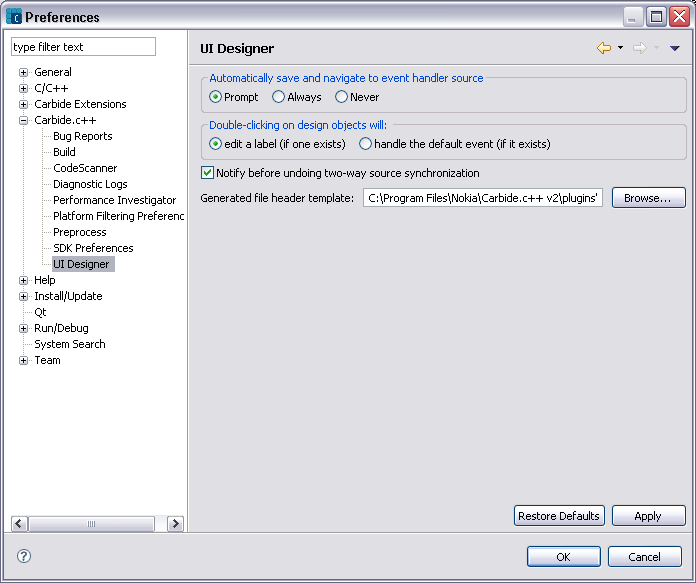 Preferences
type filter text
General
C/C++
Carbide Extensions
Carbide.c++
Bug Reports
Build
CodeScanner
Diagnostic Logs
Performance Investigator
Platform Filtering Preferenc
Preprocess
SDK Preferences
UI Designer
Help
Install/Update
Qt
Run/Debug
System Search
Team
UI Designer
Automatically save and navigate to event handler source
Prompt Always Never
Double-clicking on design objects will:
edit a label (if one exists) handle the default event (if it exists)
Notify before undoing two-way source synchronization
Generated file header template: C:\Program Files\Nokia\Carbide.c++ v2\plugins' Browse...
Restore Defaults Apply
OK Cancel